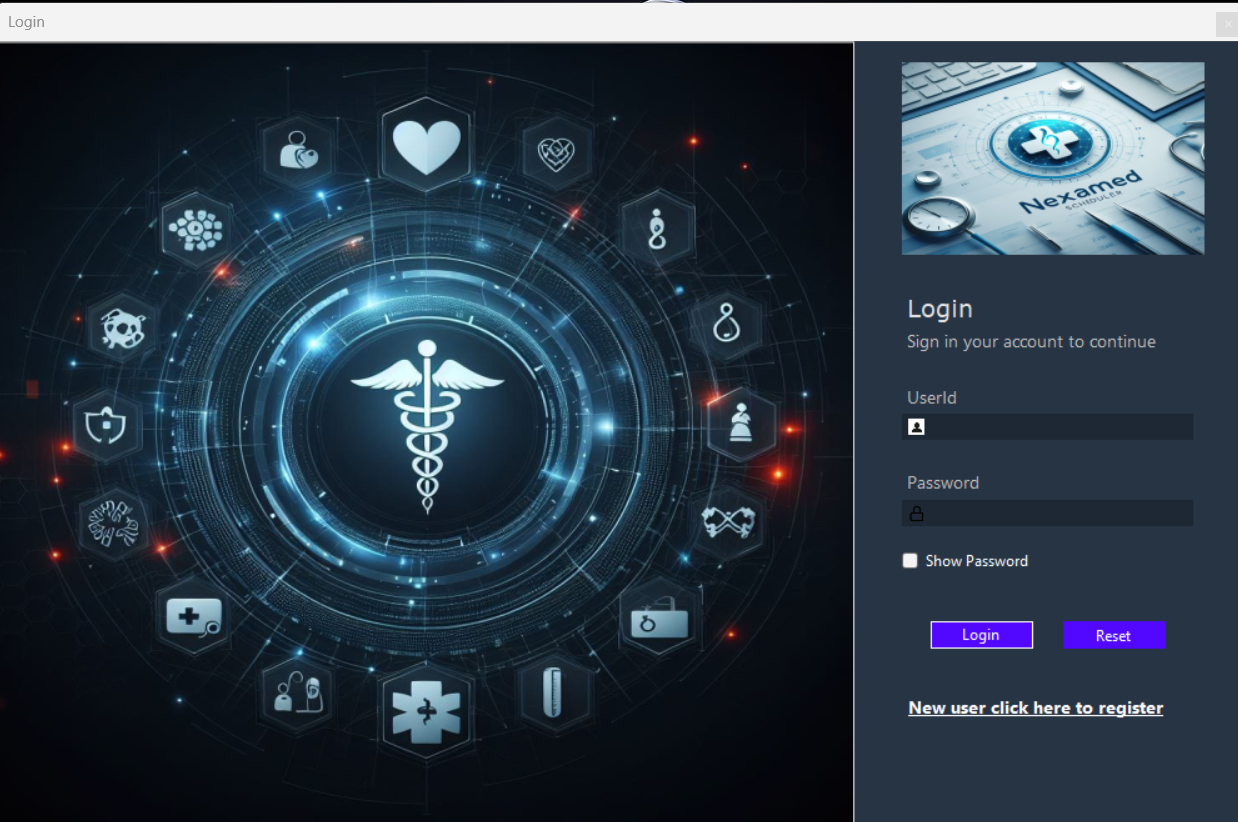 Login
Nexamed
SCHEDULER
Login
Sign in your account to continue
UserId
Password
Show Password
Login
Reset
New user click here to register